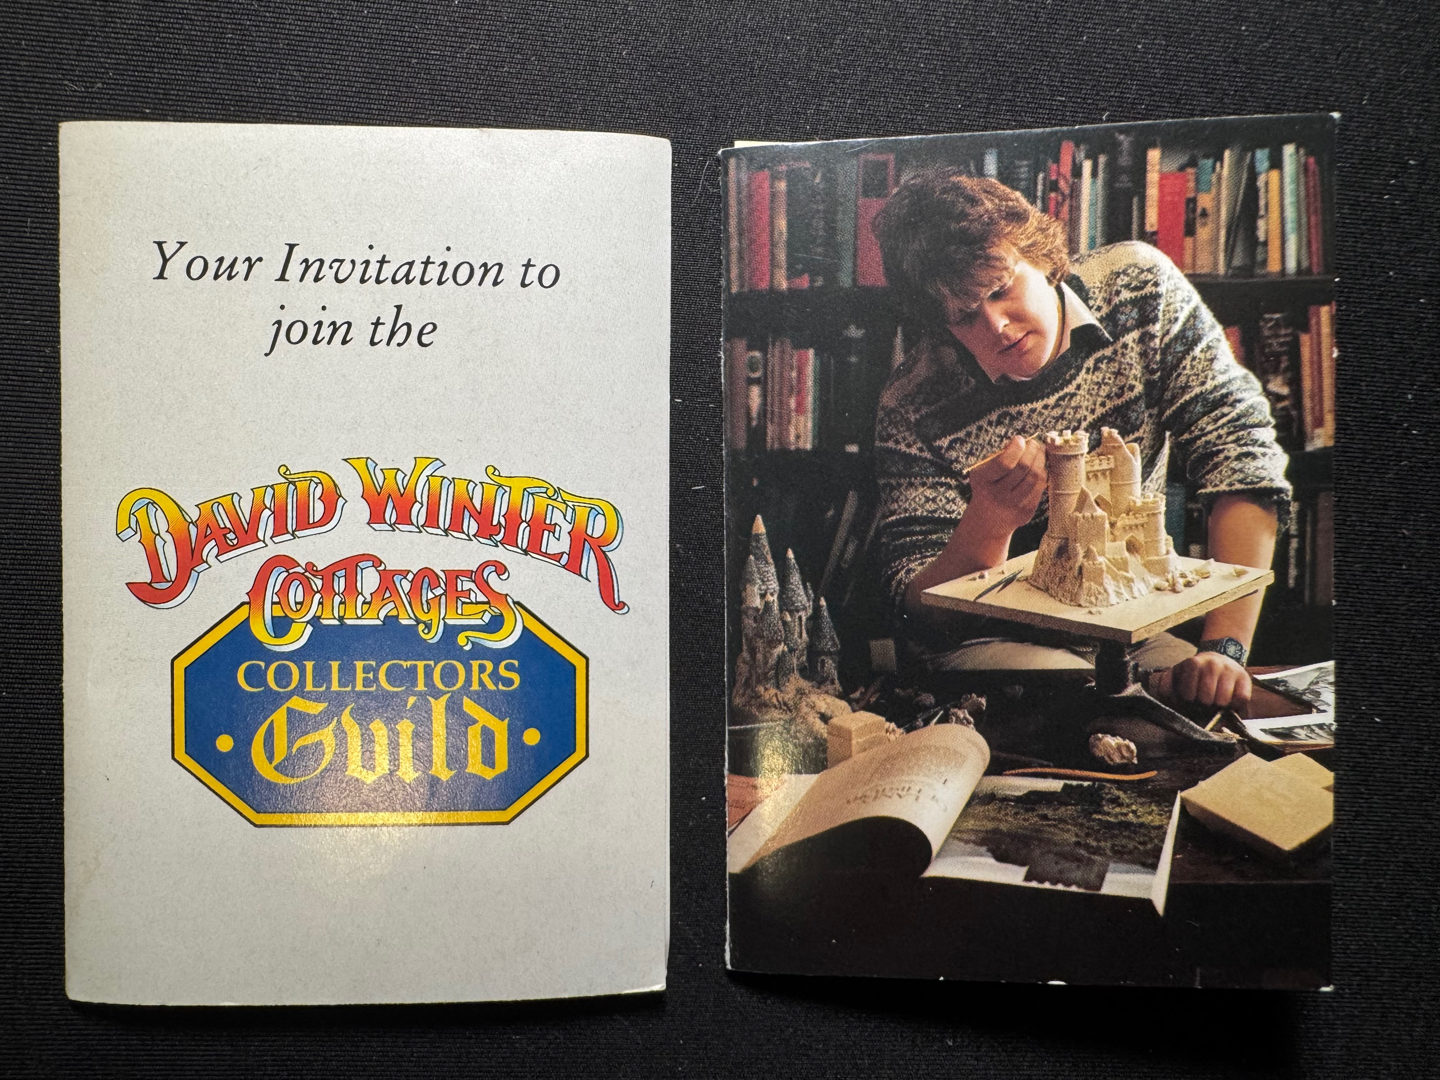 Your Invitation to
join the
DAVID WINTER
COTTAGES
COLLECTORS
· Guild ·